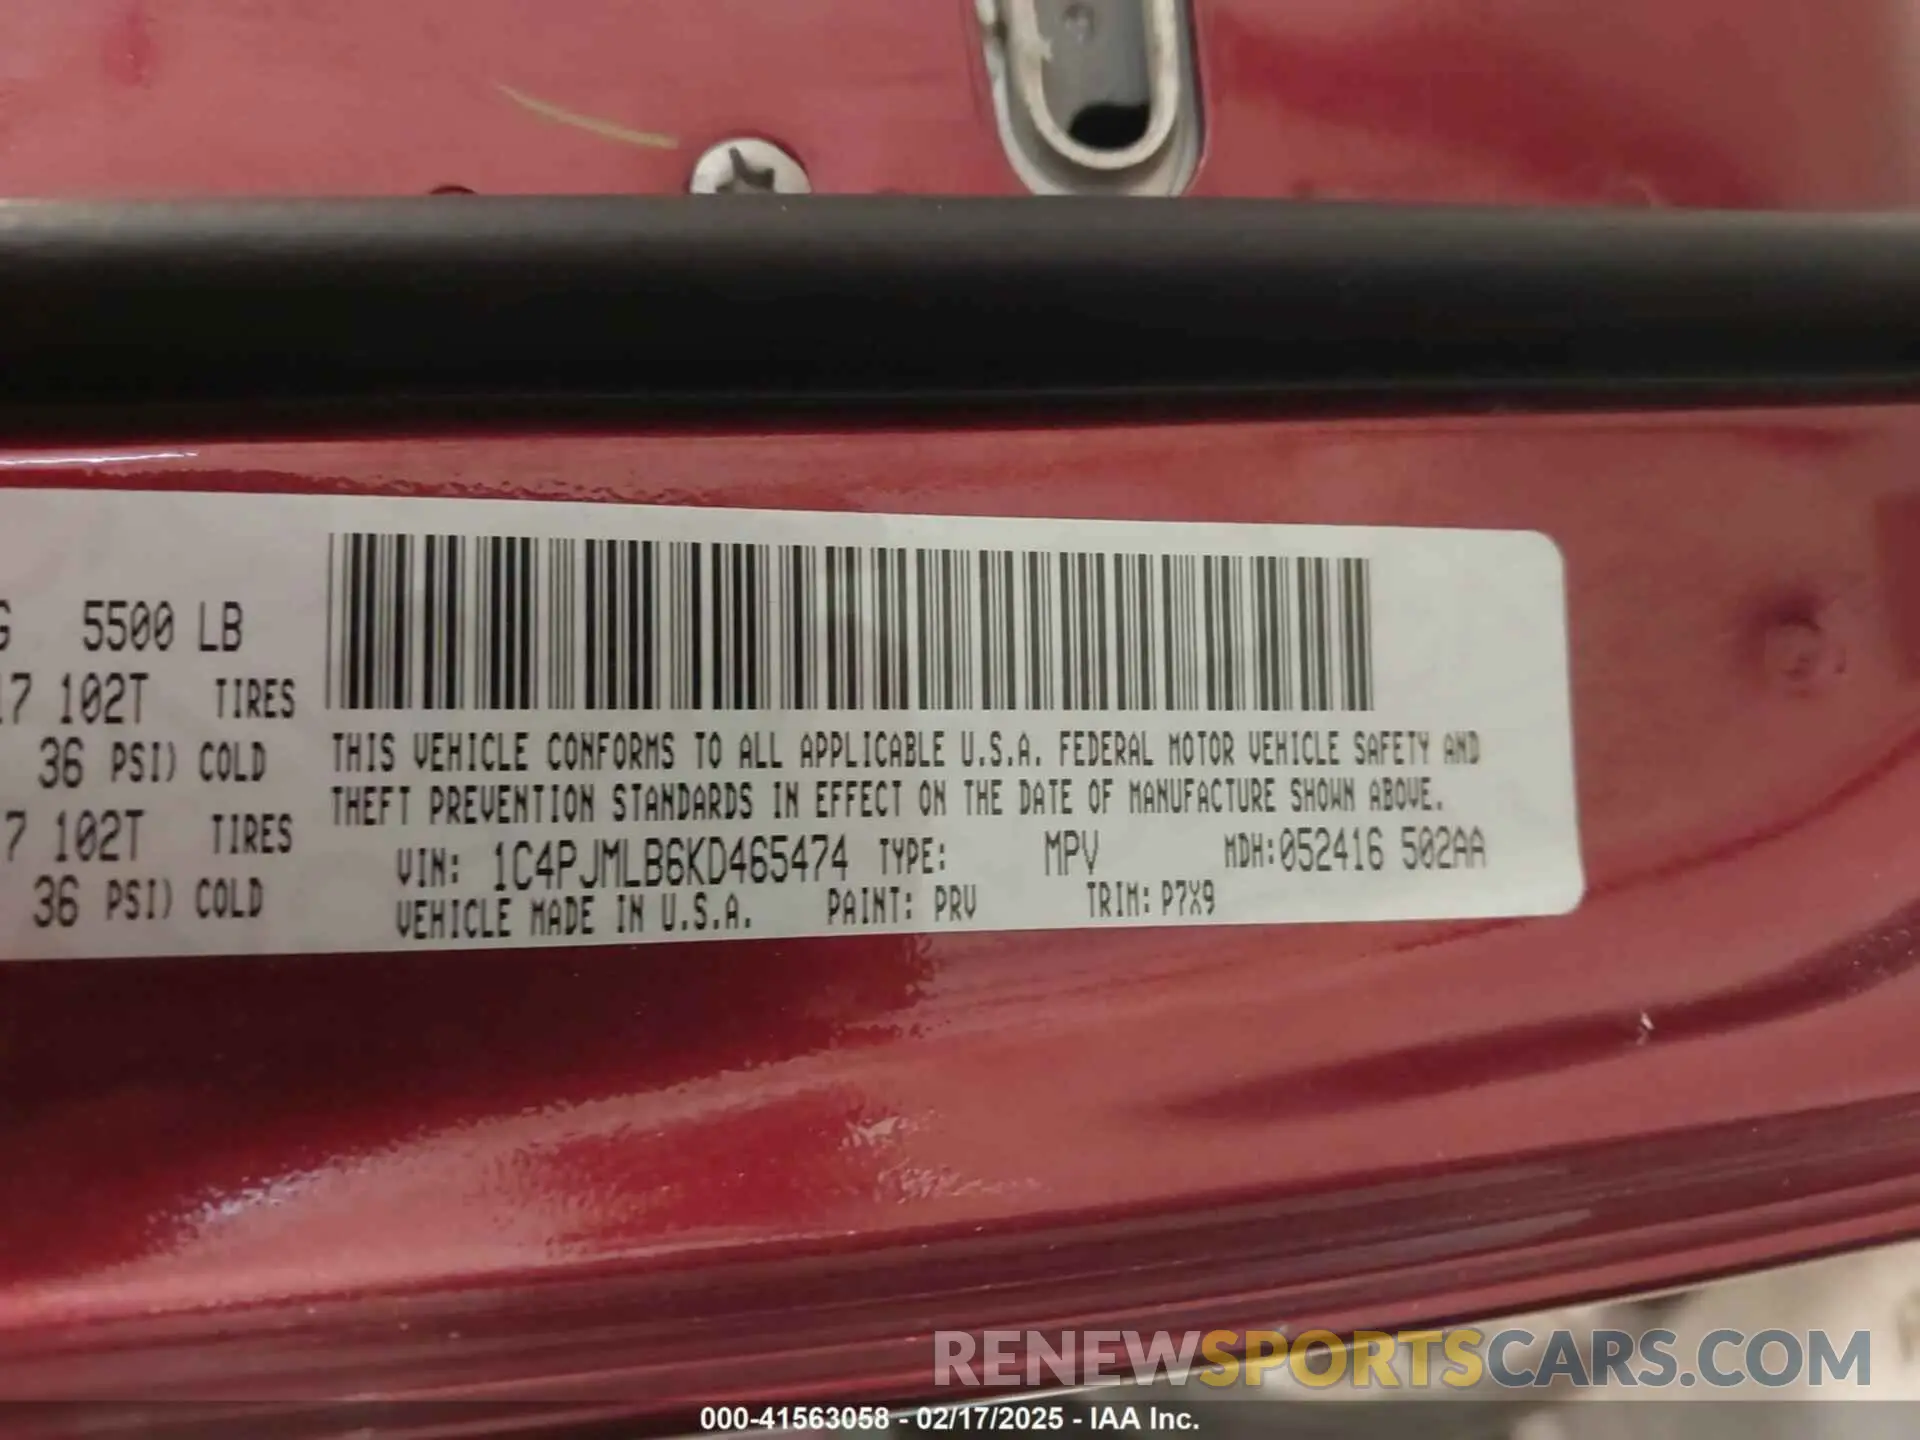 G 5500 LB
17 102T TIRES
36 PSI) COLD
7 102T TIRES
36 PSI) COLD
THIS VEHICLE CONFORMS TO ALL APPLICABLE U.S.A. FEDERAL MOTOR VEHICLE SAFETY AND
THEFT PREVENTION STANDARDS IN EFFECT ON THE DATE OF MANUFACTURE SHOWN ABOVE.
VIN: 1C4PJMLB6KD465474 TYPE: MPV MDH:052416 502AA
VEHICLE MADE IN U.S.A. PAINT: PRV TRIM: P7X9
RENEWSPORTSCARS.COM
000-41563058 - 02/17/2025 - IAA Inc.